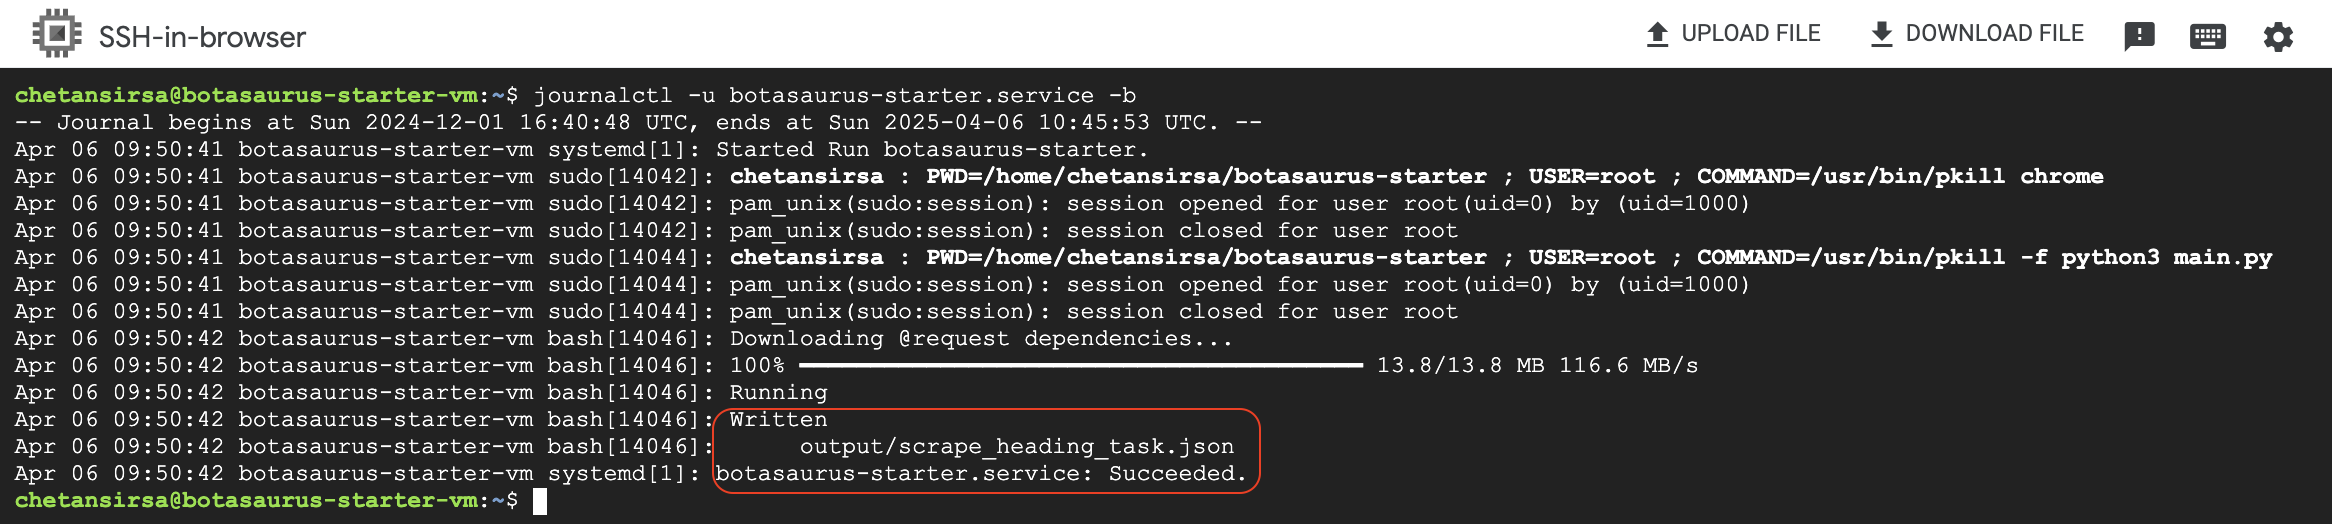 SSH-in-browser
UPLOAD FILE
DOWNLOAD FILE
chetansirsa@botasaurus-starter-vm:~$ journalctl -u botasaurus-starter.service -b
-- Journal begins at Sun 2024-12-01 16:40:48 UTC, ends at Sun 2025-04-06 10:45:53 UTC. --
Apr 06 09:50:41 botasaurus-starter-vm systemd[1]: Started Run botasaurus-starter.
Apr 06 09:50:41 botasaurus-starter-vm sudo[14042]: chetansirsa : PWD=/home/chetansirsa/botasaurus-starter ; USER=root ; COMMAND=/usr/bin/pkill chrome
Apr 06 09:50:41 botasaurus-starter-vm sudo[14042]: pam_unix(sudo:session): session opened for user root(uid=0) by (uid=1000)
Apr 06 09:50:41 botasaurus-starter-vm sudo[14042]: pam_unix(sudo:session): session closed for user root
Apr 06 09:50:41 botasaurus-starter-vm sudo[14044]: chetansirsa : PWD=/home/chetansirsa/botasaurus-starter ; USER=root ; COMMAND=/usr/bin/pkill -f python3 main.py
Apr 06 09:50:41 botasaurus-starter-vm sudo[14044]: pam_unix(sudo:session): session opened for user root(uid=0) by (uid=1000)
Apr 06 09:50:41 botasaurus-starter-vm sudo[14044]: pam_unix(sudo:session): session closed for user root
Apr 06 09:50:42 botasaurus-starter-vm bash[14046]: Downloading @request dependencies...
Apr 06 09:50:42 botasaurus-starter-vm bash[14046]: 100% ━━━━━━━━━━━━━━━━━━━━━━━━━━━━━━━━━━━━━━━━ 13.8/13.8 MB 116.6 MB/s
Apr 06 09:50:42 botasaurus-starter-vm bash[14046]: Running
Apr 06 09:50:42 botasaurus-starter-vm bash[14046]: Written
Apr 06 09:50:42 botasaurus-starter-vm bash[14046]:      output/scrape_heading_task.json
Apr 06 09:50:42 botasaurus-starter-vm systemd[1]: botasaurus-starter.service: Succeeded.
chetansirsa@botasaurus-starter-vm:~$